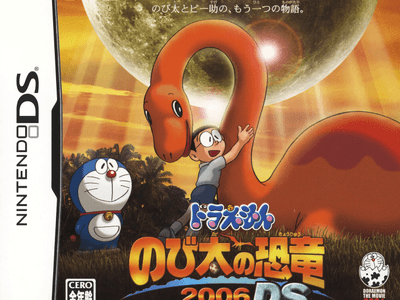 のび太とピー助の、もう一つの物語。
NINTENDO DS
ドラえもん
のび太の恐竜
きょうりゅう
2006 DS
CERO
全年齢
DORAEMON
THE MOVIE